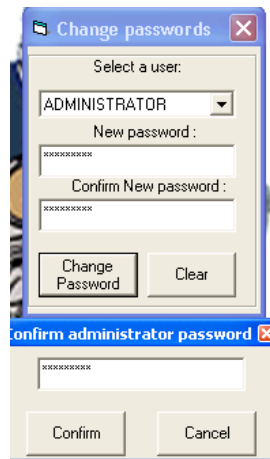 Change passwords
Select a user:
ADMINISTRATOR
New password :
*********
Confirm New password :
*********
Change
Password
Clear
Confirm administrator password
*********
Confirm
Cancel